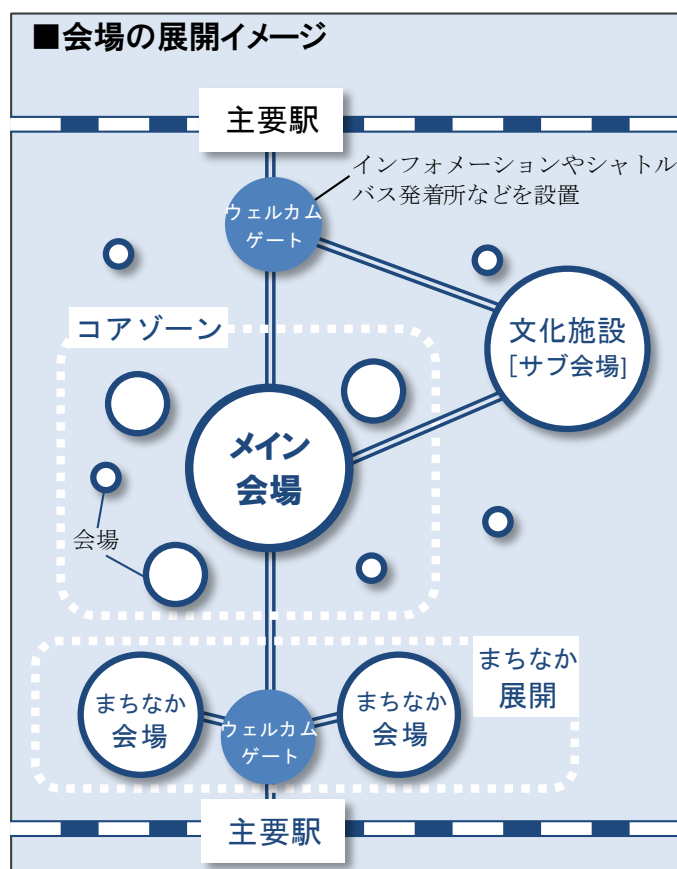 ■会場の展開イメージ
主要駅
インフォメーションやシャトル
バス発着所などを設置
ウェルカム
ゲート
コアゾーン
文化施設
[サブ会場]
メイン
会場
会場
まちなか
展開
まちなか
会場
ウェルカム
ゲート
まちなか
会場
主要駅